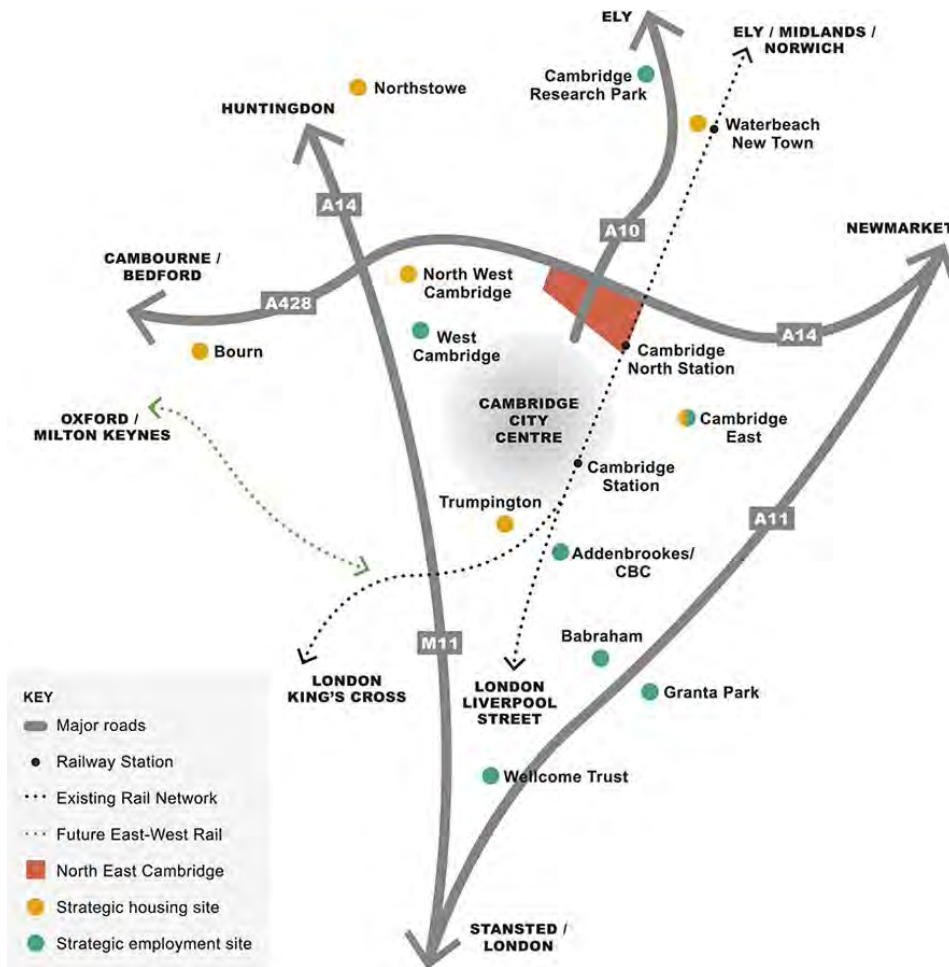 ELY
ELY / MIDLANDS /
NORWICH
Cambridge
Research Park
Northstowe
HUNTINGDON
Waterbeach
New Town
A14
A10
NEWMARKET
CAMBOURNE /
BEDFORD
North West
Cambridge
A428
West
Cambridge
A14
Bourn
Cambridge
North Station
OXFORD /
MILTON KEYNES
CAMBRIDGE
CITY
CENTRE
Cambridge
East
Cambridge
Station
Trumpington
A11
Addenbrookes/
CBC
M11
Babraham
LONDON
KING'S CROSS
LONDON
LIVERPOOL
STREET
Granta Park
Wellcome Trust
STANSTED /
LONDON
KEY
Major roads
Railway Station
Existing Rail Network
Future East-West Rail
North East Cambridge
Strategic housing site
Strategic employment site